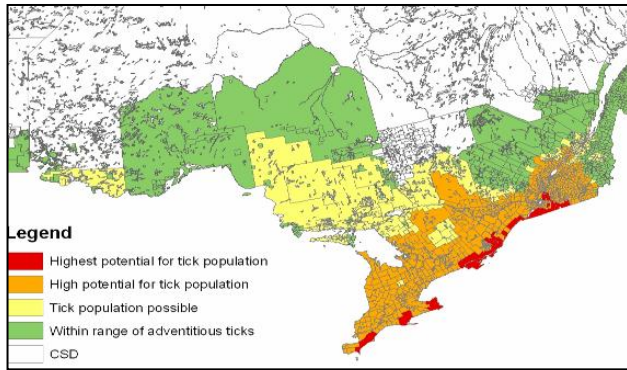 Legend
Highest potential for tick population
High potential for tick population
Tick population possible
Within range of adventitious ticks
CSD